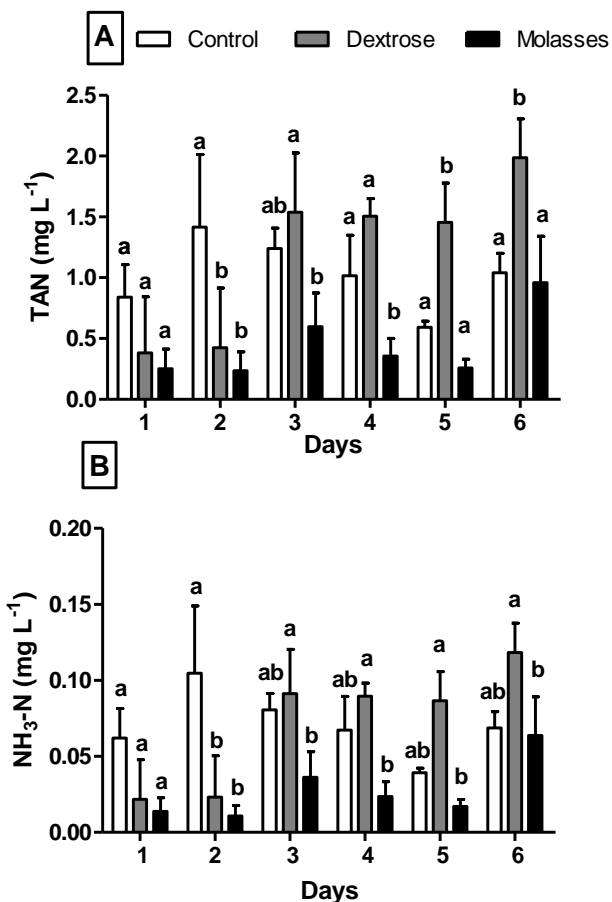 A Control Dextrose Molasses
TAN (mg L⁻¹)
2.5
2.0
1.5
1.0
0.5
0.0
a a a
a b b
ab a b
a a b
a b a
a b a
1 2 3 4 5 6
Days
B
NH₃-N (mg L⁻¹)
0.20
0.15
0.10
0.05
0.00
a a a
a b b
ab a b
ab a b
ab a b
ab a b
1 2 3 4 5 6
Days